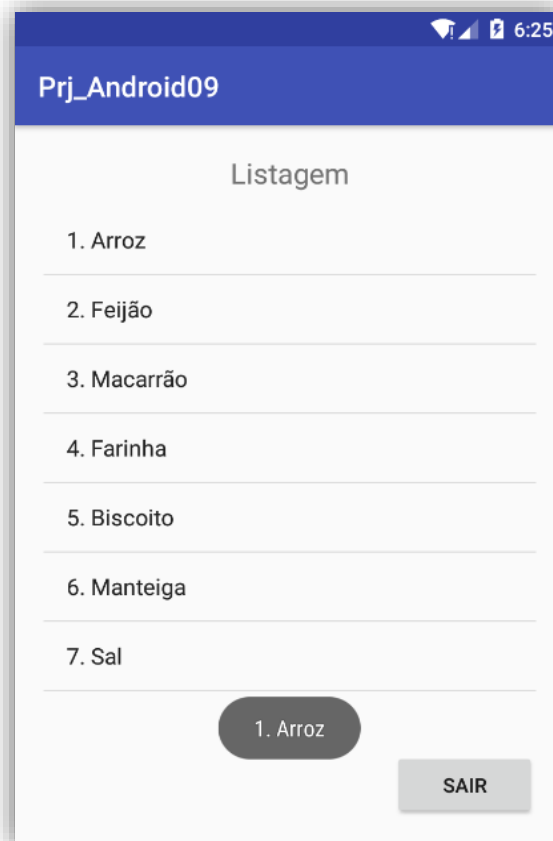 6:25
Prj_Android09
Listagem
1. Arroz
2. Feijão
3. Macarrão
4. Farinha
5. Biscoito
6. Manteiga
7. Sal
1. Arroz
SAIR